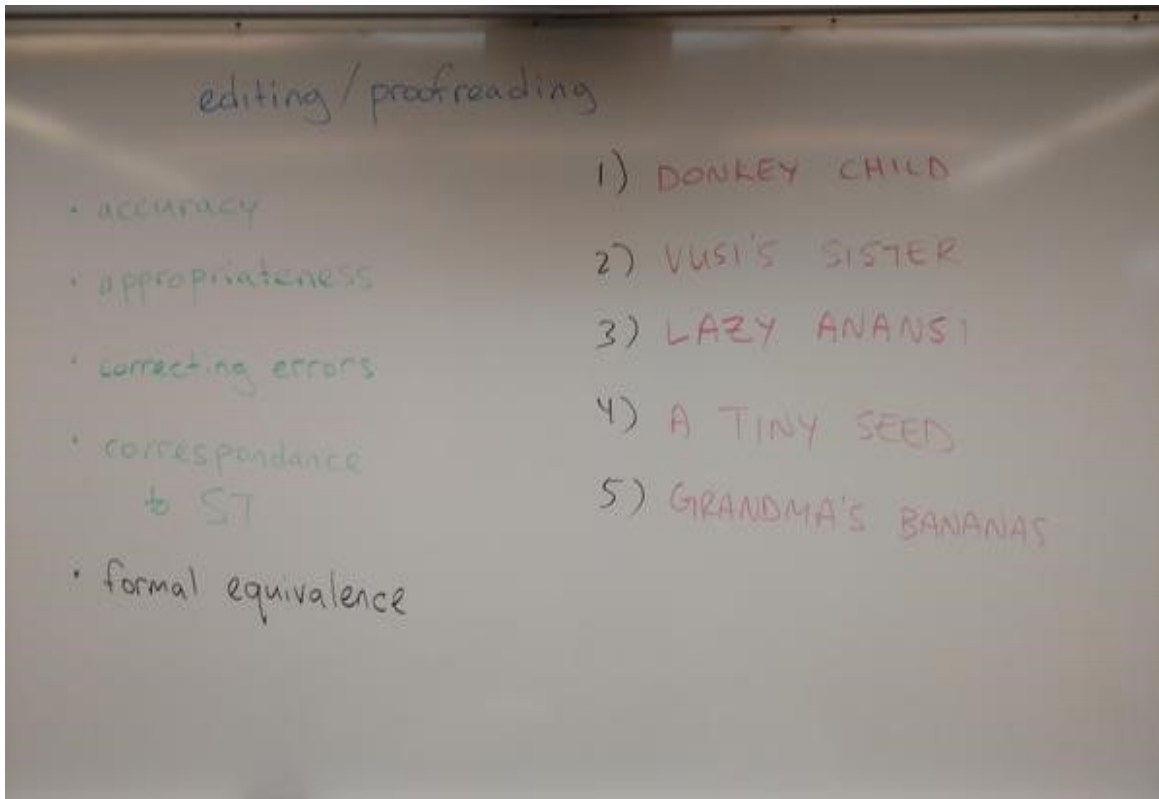 editing / proofreading
• accuracy
• appropriateness
• correcting errors
• correspondance
to ST
• formal equivalence
1) DONKEY CHILD
2) VUSI'S SISTER
3) LAZY ANANSI
4) A TINY SEED
5) GRANDMA'S BANANAS